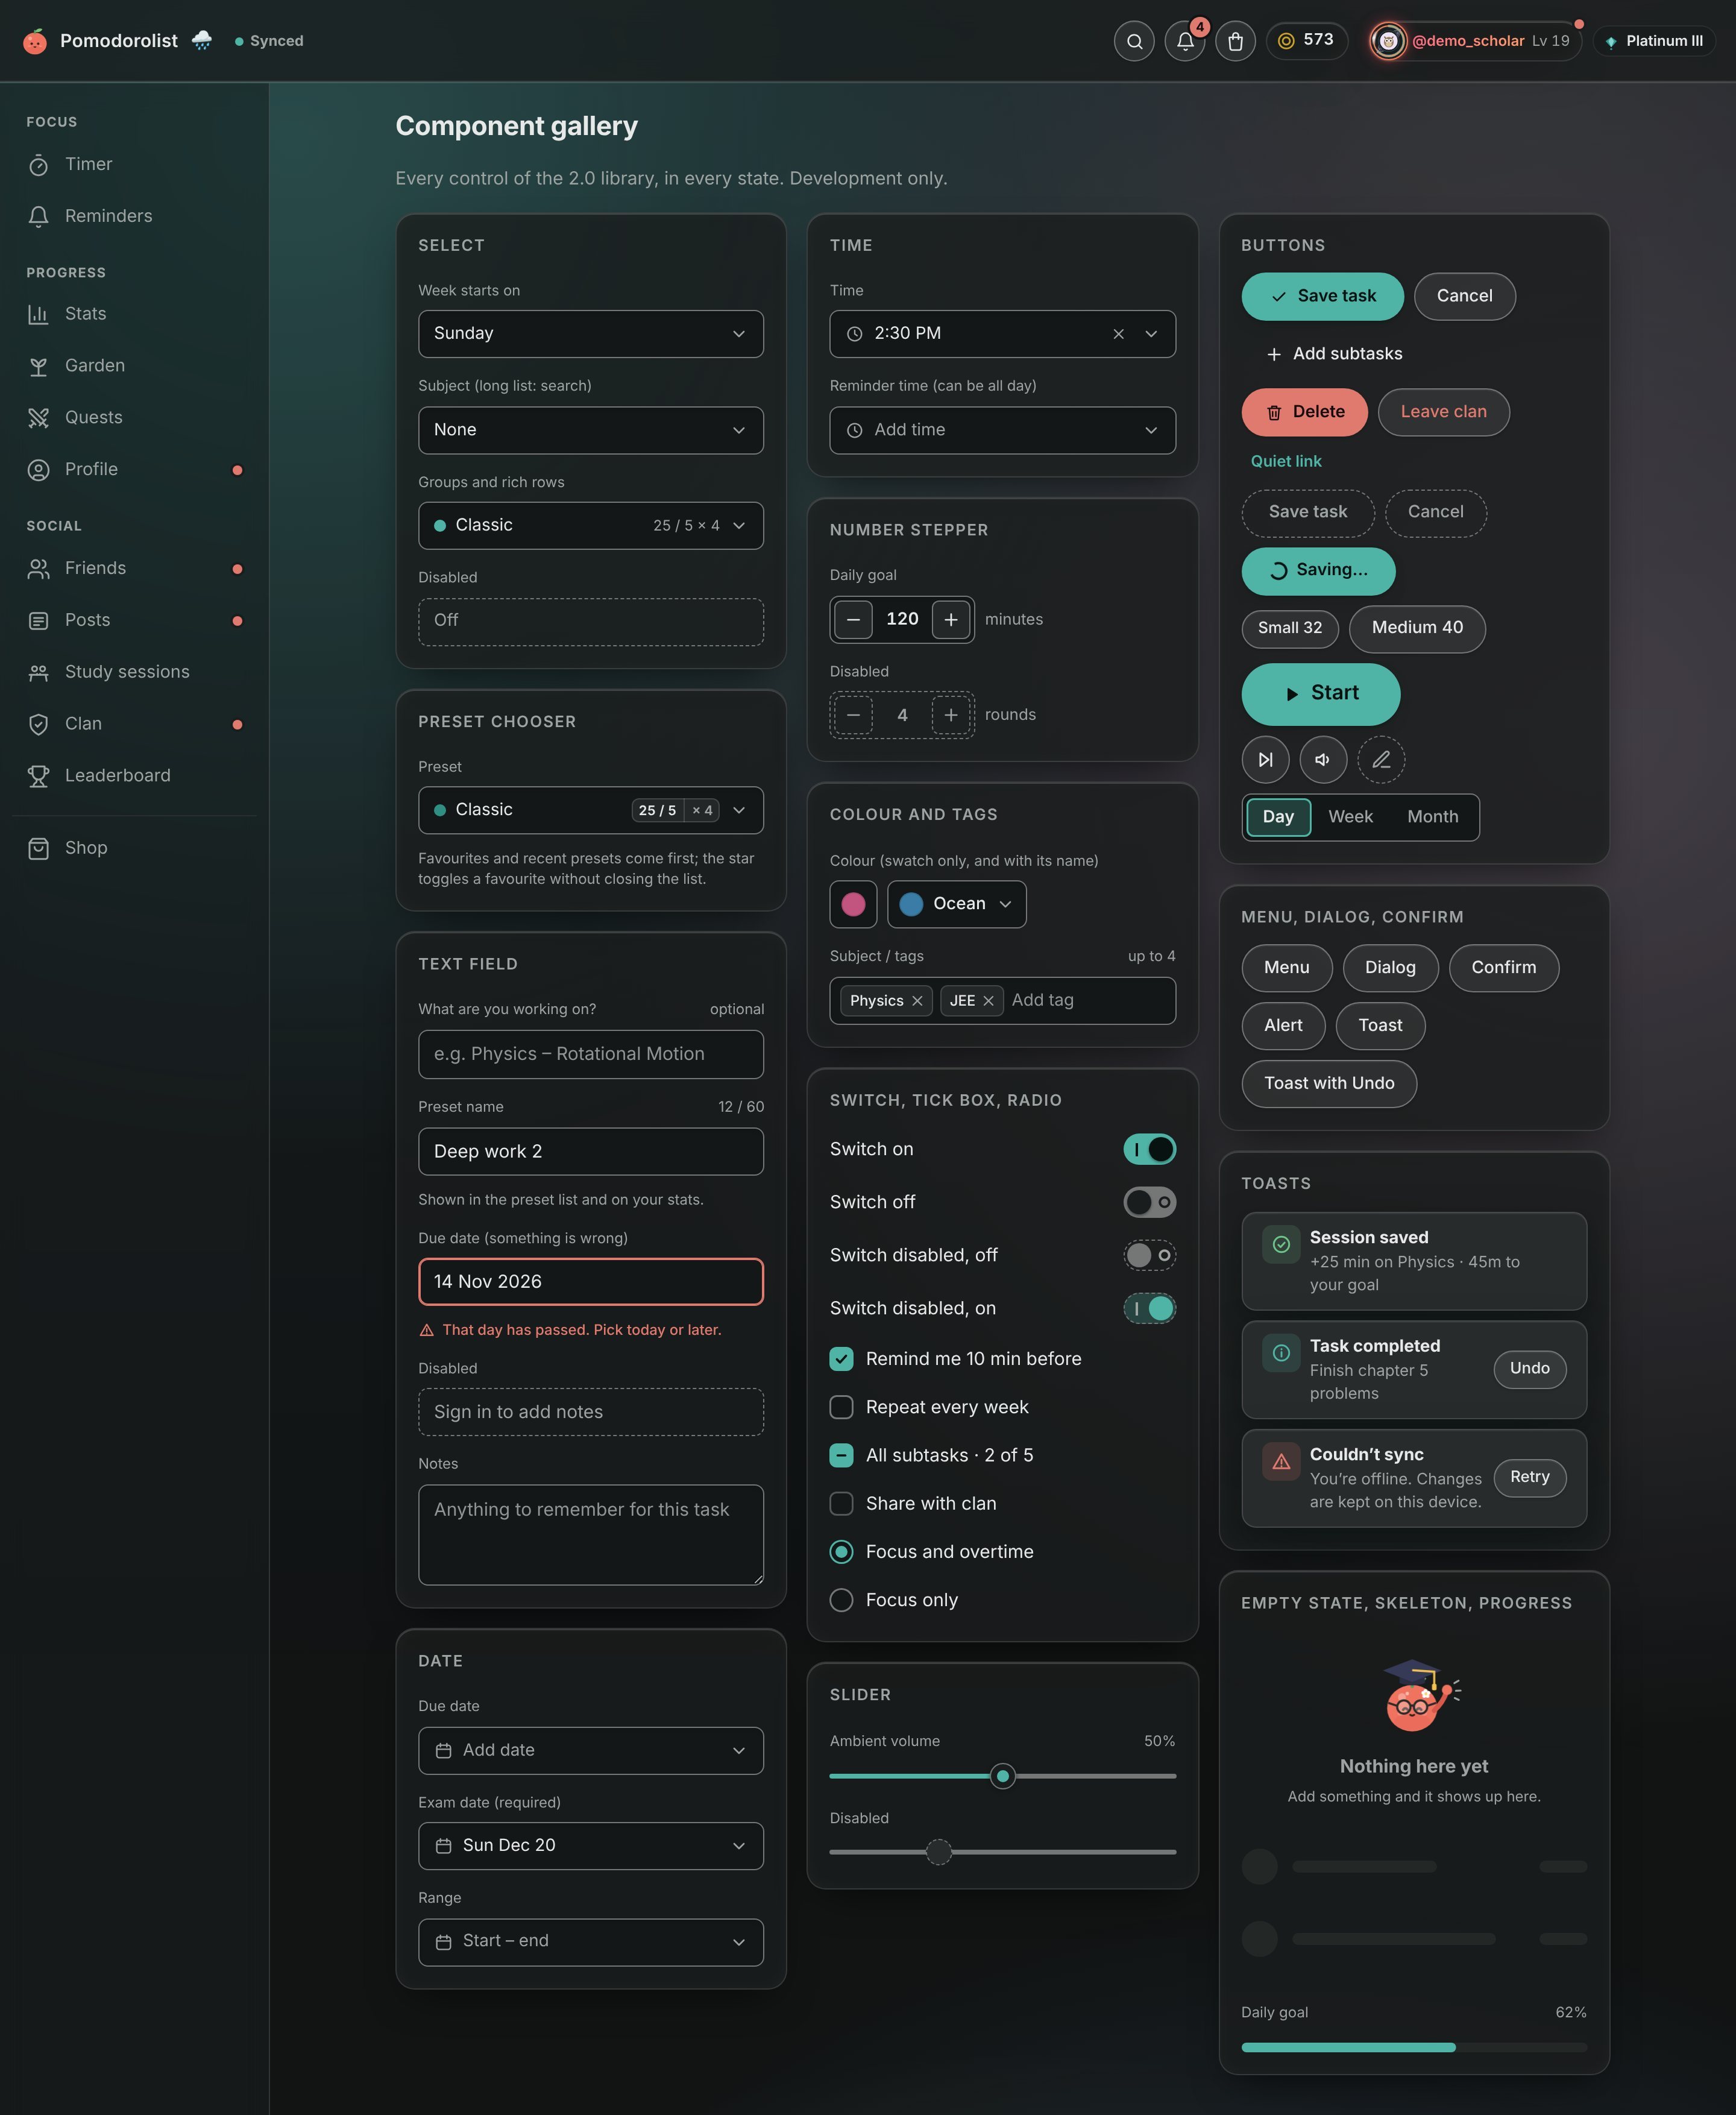 Pomodorolist
Synced
4
573
@demo_scholar Lv 19
Platinum III
FOCUS
Timer
Reminders
PROGRESS
Stats
Garden
Quests
Profile
SOCIAL
Friends
Posts
Study sessions
Clan
Leaderboard
Shop
Component gallery
Every control of the 2.0 library, in every state. Development only.
SELECT
Week starts on
Sunday
Subject (long list: search)
None
Groups and rich rows
Classic 25 / 5 × 4
Disabled
Off
PRESET CHOOSER
Preset
Classic 25 / 5 × 4
Favourites and recent presets come first; the star
toggles a favourite without closing the list.
TEXT FIELD
What are you working on? optional
e.g. Physics – Rotational Motion
Preset name 12 / 60
Deep work 2
Shown in the preset list and on your stats.
Due date (something is wrong)
14 Nov 2026
That day has passed. Pick today or later.
Disabled
Sign in to add notes
Notes
Anything to remember for this task
DATE
Due date
Add date
Exam date (required)
Sun Dec 20
Range
Start – end
TIME
Time
2:30 PM
Reminder time (can be all day)
Add time
NUMBER STEPPER
Daily goal
120 minutes
Disabled
4 rounds
COLOUR AND TAGS
Colour (swatch only, and with its name)
Ocean
Subject / tags up to 4
Physics JEE Add tag
SWITCH, TICK BOX, RADIO
Switch on
Switch off
Switch disabled, off
Switch disabled, on
Remind me 10 min before
Repeat every week
All subtasks · 2 of 5
Share with clan
Focus and overtime
Focus only
SLIDER
Ambient volume 50%
Disabled
BUTTONS
Save task Cancel
Add subtasks
Delete Leave clan
Quiet link
Save task Cancel
Saving…
Small 32 Medium 40
Start
Day Week Month
MENU, DIALOG, CONFIRM
Menu Dialog Confirm
Alert Toast
Toast with Undo
TOASTS
Session saved
+25 min on Physics · 45m to
your goal
Task completed
Finish chapter 5
problems
Undo
Couldn’t sync
You’re offline. Changes
are kept on this device.
Retry
EMPTY STATE, SKELETON, PROGRESS
Nothing here yet
Add something and it shows up here.
Daily goal 62%